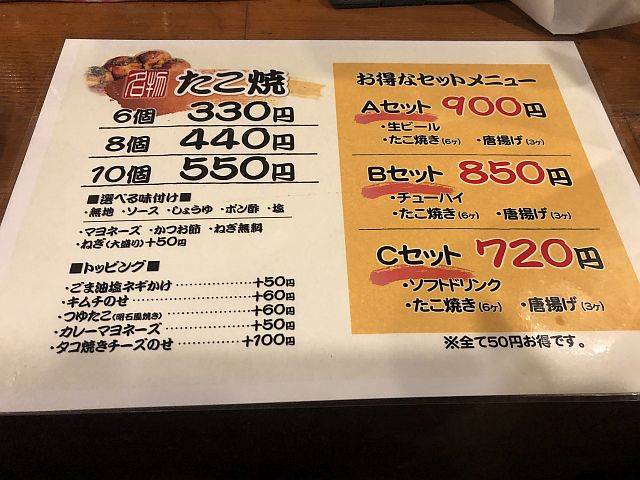 名物 たこ焼
6個 330円
8個 440円
10個 550円
■選べる味付け■
・無地 ・ソース ・しょうゆ ・ポン酢 ・塩
・マヨネーズ ・かつお節 ・ねぎ無料
・ねぎ(大盛り)+50円
■トッピング■
・ごま油塩ネギかけ…………+50円
・キムチのせ…………+60円
・つゆたこ(明石風焼き)…………+60円
・カレーマヨネーズ…………+50円
・タコ焼きチーズのせ…………+100円
お得なセットメニュー
Aセット 900円
・生ビール
・たこ焼き(6ヶ) ・唐揚げ(3ヶ)
Bセット 850円
・チューハイ
・たこ焼き(6ヶ) ・唐揚げ(3ヶ)
Cセット 720円
・ソフトドリンク
・たこ焼き(6ヶ) ・唐揚げ(3ヶ)
※全て50円お得です。